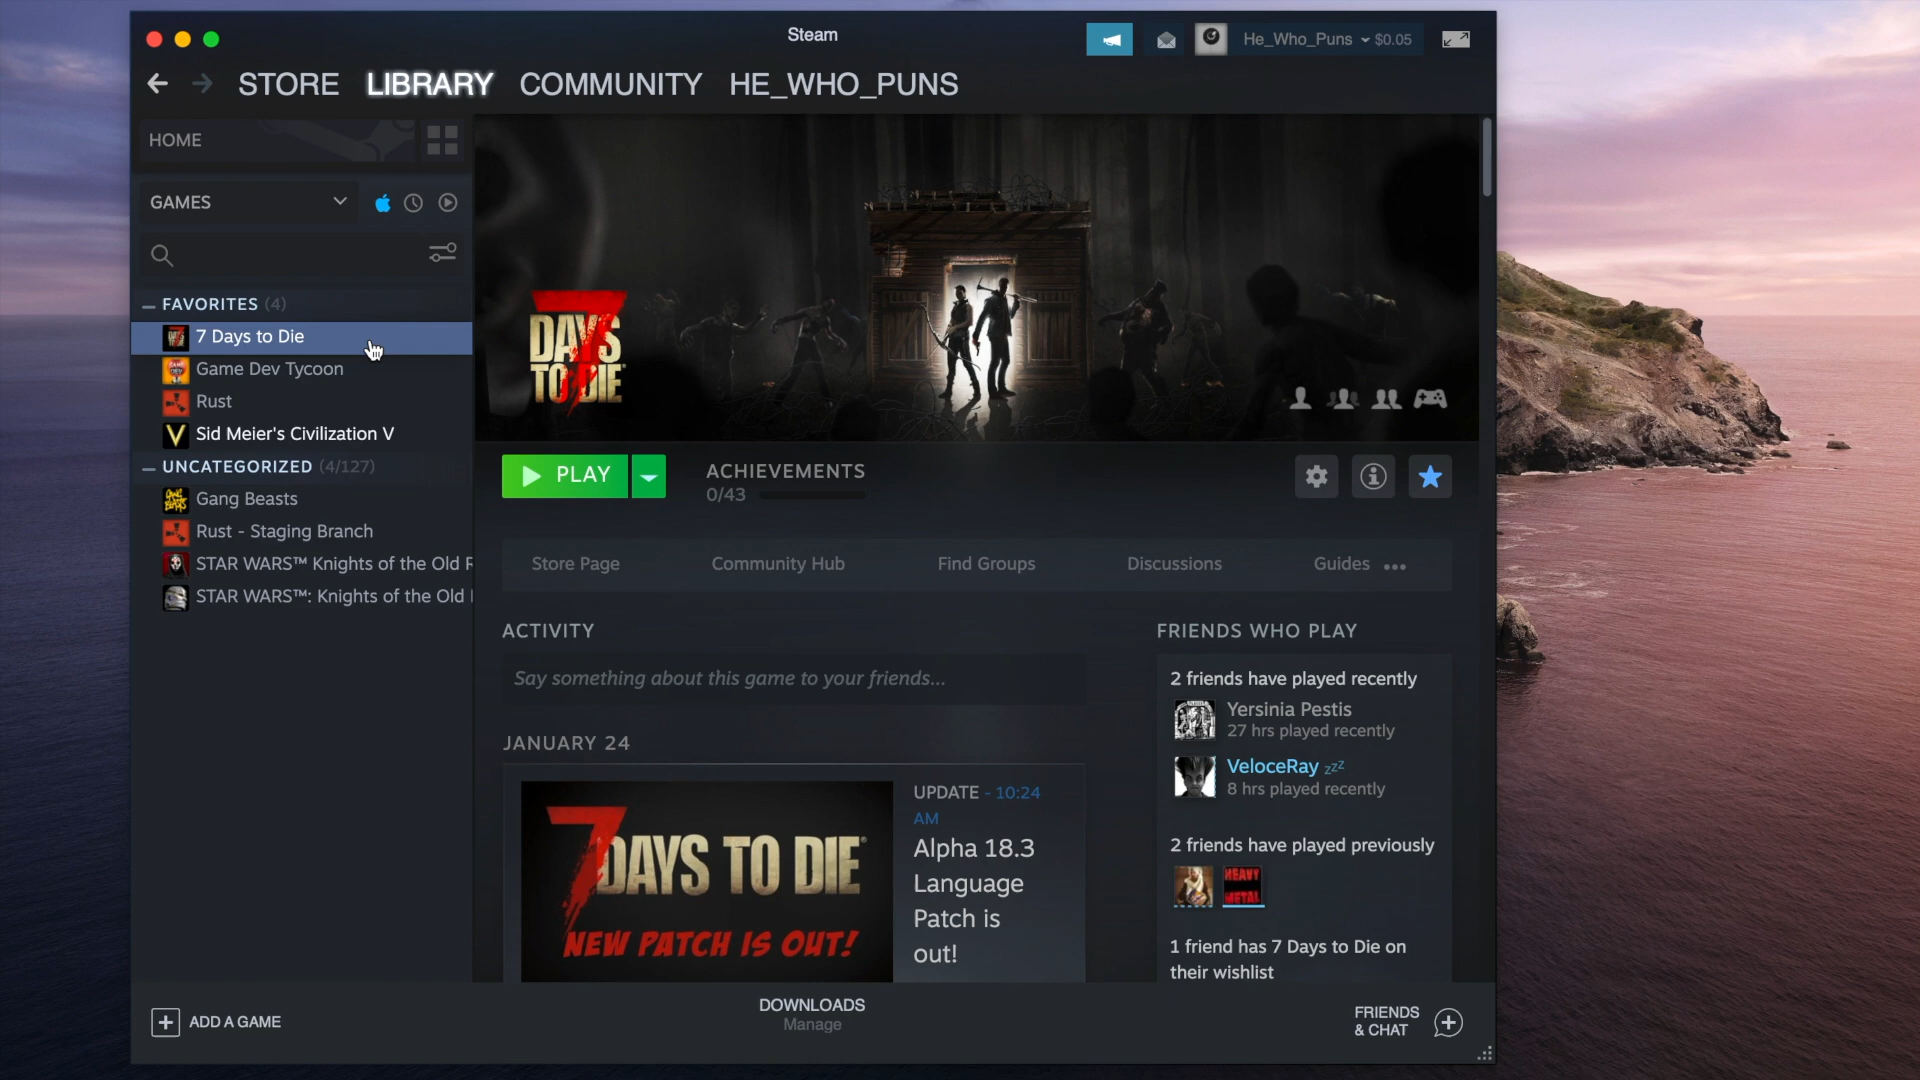 Steam
He_Who_Puns $0.05
STORE LIBRARY COMMUNITY HE_WHO_PUNS
HOME
GAMES
FAVORITES (4)
7 Days to Die
Game Dev Tycoon
Rust
Sid Meier's Civilization V
UNCATEGORIZED (4/127)
Gang Beasts
Rust - Staging Branch
STAR WARS™ Knights of the Old R
STAR WARS™: Knights of the Old
7
DAYS
TO DIE
PLAY
ACHIEVEMENTS
0/43
Store Page Community Hub Find Groups Discussions Guides
ACTIVITY
Say something about this game to your friends...
JANUARY 24
7 DAYS TO DIE
NEW PATCH IS OUT!
UPDATE - 10:24
AM
Alpha 18.3
Language
Patch is
out!
FRIENDS WHO PLAY
2 friends have played recently
Yersinia Pestis
27 hrs played recently
VeloceRay zzz
8 hrs played recently
2 friends have played previously
HEAVY
METAL
1 friend has 7 Days to Die on
their wishlist
ADD A GAME
DOWNLOADS
Manage
FRIENDS
& CHAT